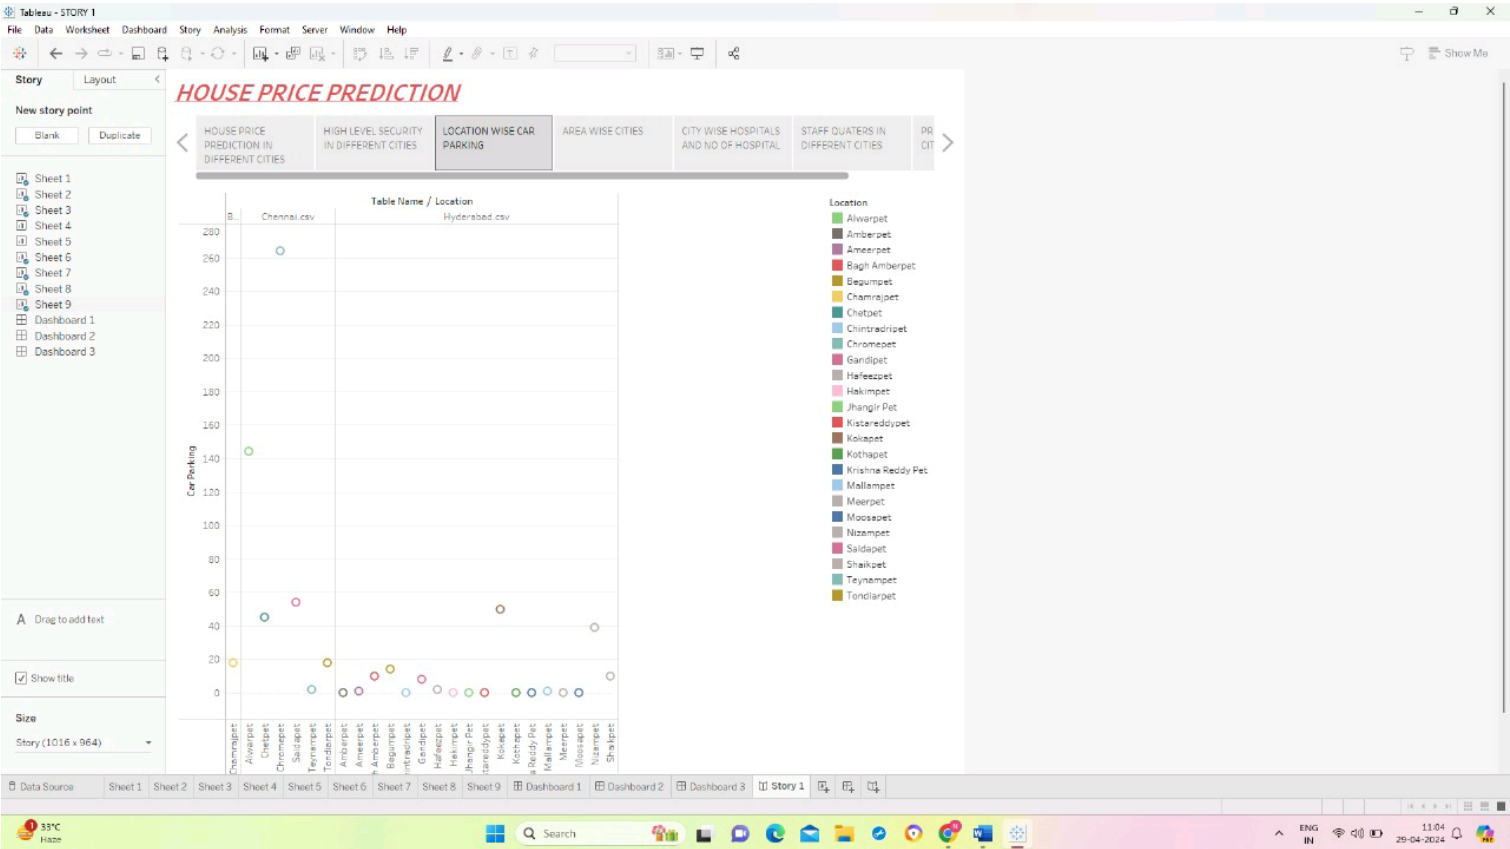 Tableau - STORY 1
File Data Worksheet Dashboard Story Analysis Format Server Window Help
Show Me
Story Layout
New story point
Blank Duplicate
Sheet 1
Sheet 2
Sheet 3
Sheet 4
Sheet 5
Sheet 6
Sheet 7
Sheet 8
Sheet 9
Dashboard 1
Dashboard 2
Dashboard 3
A Drag to add text
Show title
Size
Story (1016 x 964)
HOUSE PRICE PREDICTION
HOUSE PRICE
PREDICTION IN
DIFFERENT CITIES
HIGH LEVEL SECURITY
IN DIFFERENT CITIES
LOCATION WISE CAR
PARKING
AREA WISE CITIES
CITY WISE HOSPITALS
AND NO OF HOSPITAL
STAFF QUATERS IN
DIFFERENT CITIES
PR
CIT
Table Name / Location
B.. Chennai.csv Hyderabad.csv
280
260
240
220
200
180
160
140
120
100
80
60
40
20
0
Car Parking
Chamrajpet
Alwarpet
Chetpet
Chromepet
Saidapet
Teynampet
Tondiarpet
Amberpet
Ameerpet
h Amberpet
Begumpet
intradripet
Gandipet
Hafeezpet
Hakimpet
Jhangir Pet
stareddypet
Kokapet
Kothapet
a Reddy Pet
Mallampet
Meerpet
Moosapet
Nizampet
Shaikpet
Location
Alwarpet
Amberpet
Ameerpet
Bagh Amberpet
Begumpet
Chamrajpet
Chetpet
Chintradripet
Chromepet
Gandipet
Hafeezpet
Hakimpet
Jhangir Pet
Kistareddypet
Kokapet
Kothapet
Krishna Reddy Pet
Mallampet
Meerpet
Moosapet
Nizampet
Saidapet
Shaikpet
Teynampet
Tondiarpet
Data Source Sheet 1 Sheet 2 Sheet 3 Sheet 4 Sheet 5 Sheet 6 Sheet 7 Sheet 8 Sheet 9 Dashboard 1 Dashboard 2 Dashboard 3 Story 1
1
33°C
Haze
Search
ENG
IN
11:04
29-04-2024